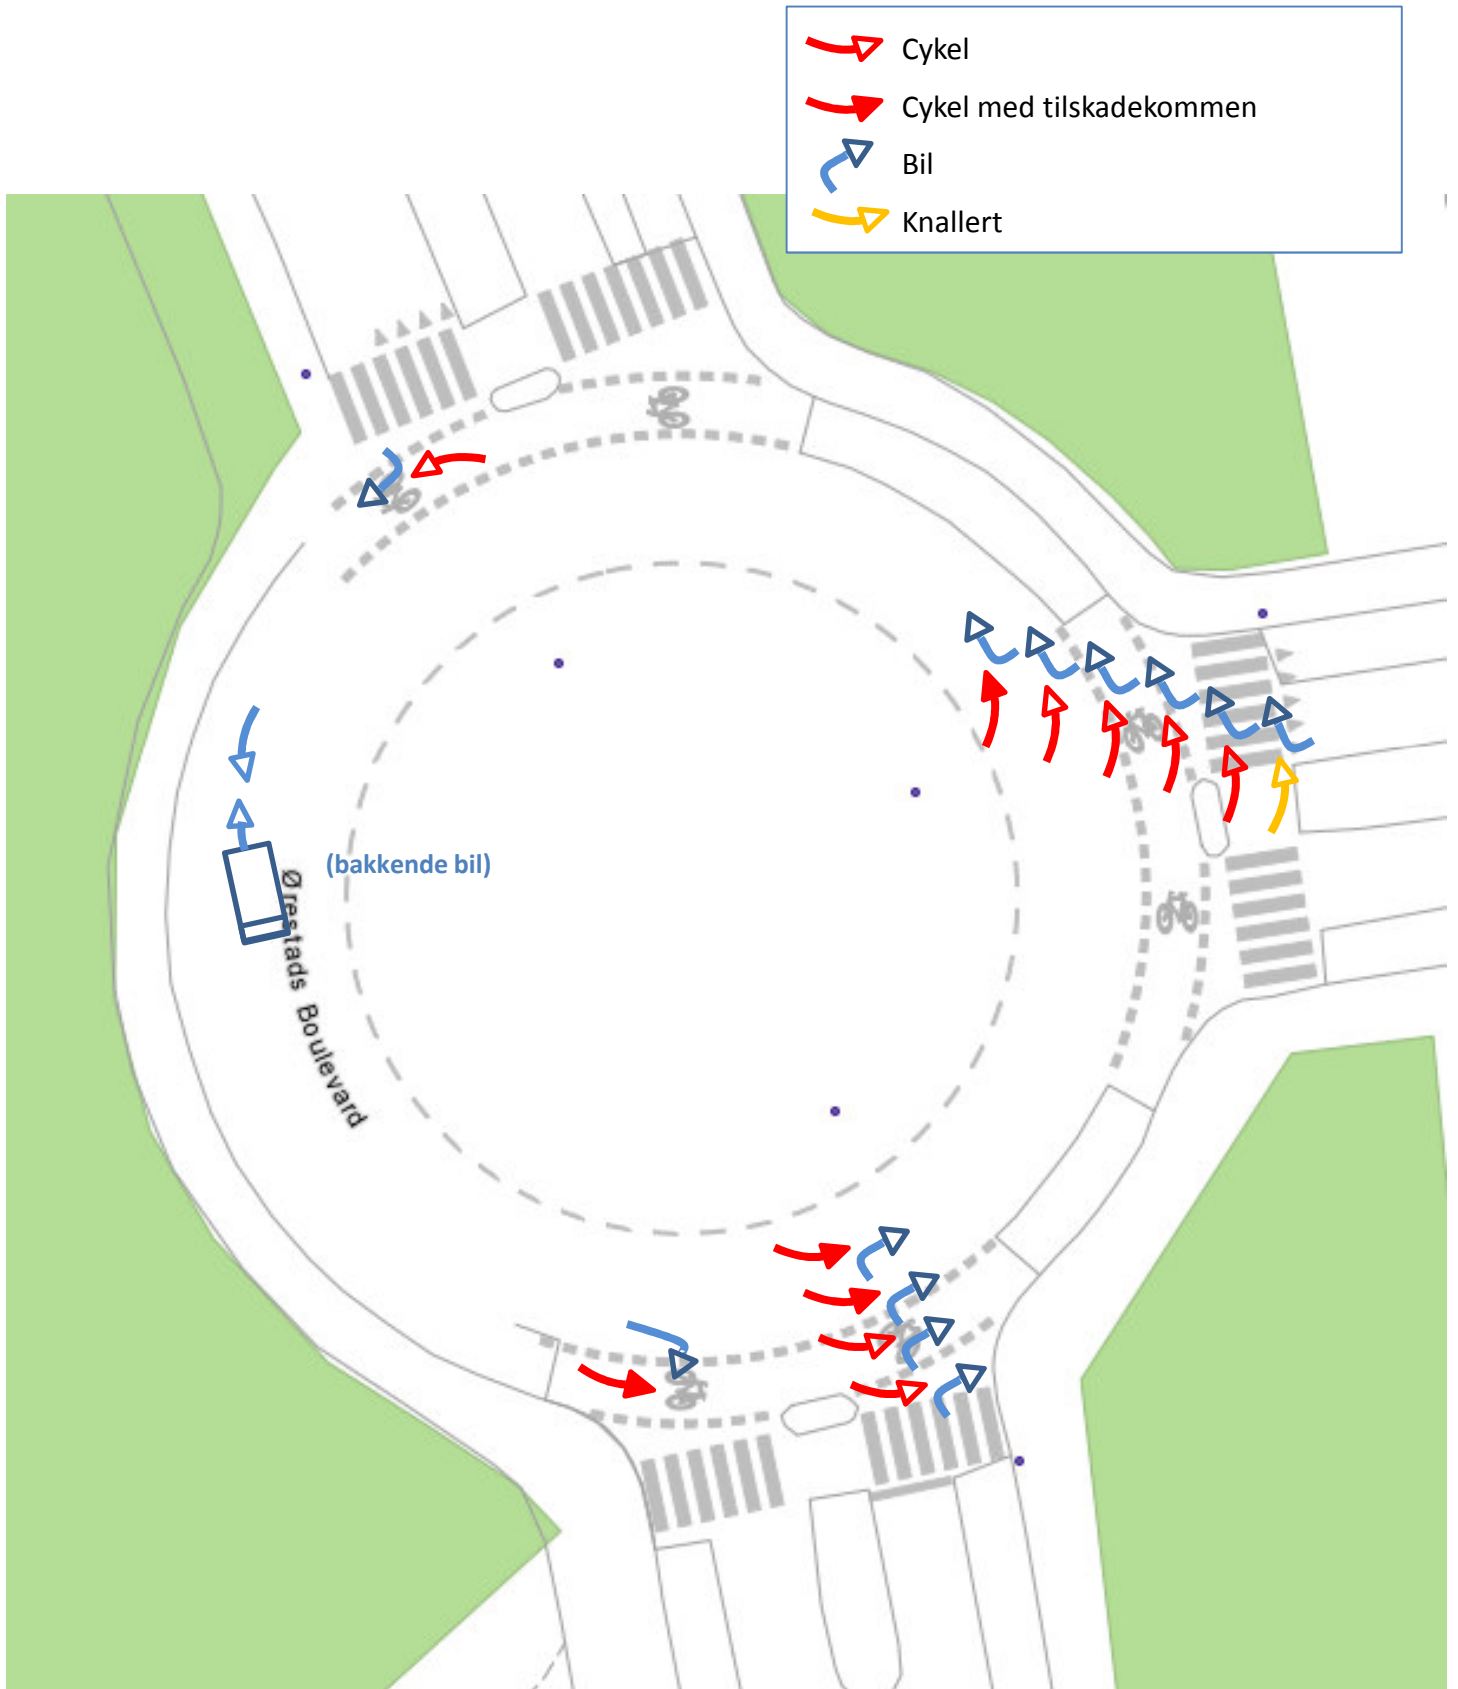 Cykel
Cykel med tilskadekommen
Bil
Knallert
(bakkende bil)
Ørestads Boulevard